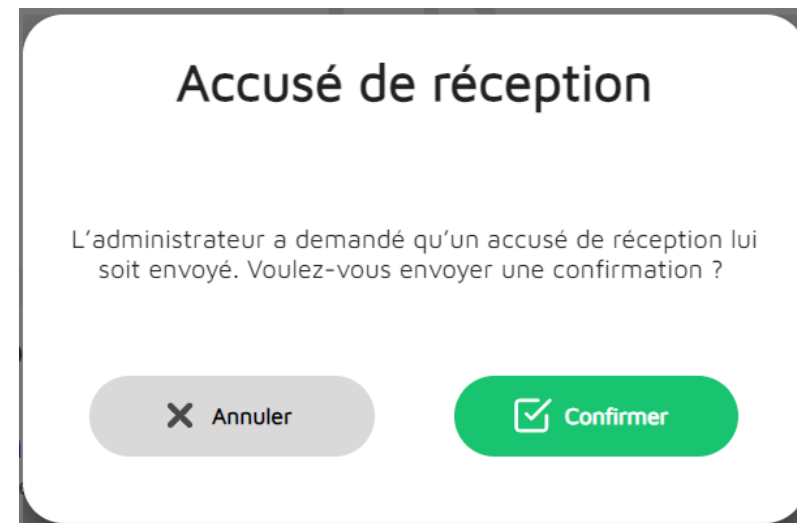 Accusé de réception
L’administrateur a demandé qu’un accusé de réception lui
soit envoyé. Voulez-vous envoyer une confirmation ?
Annuler
Confirmer